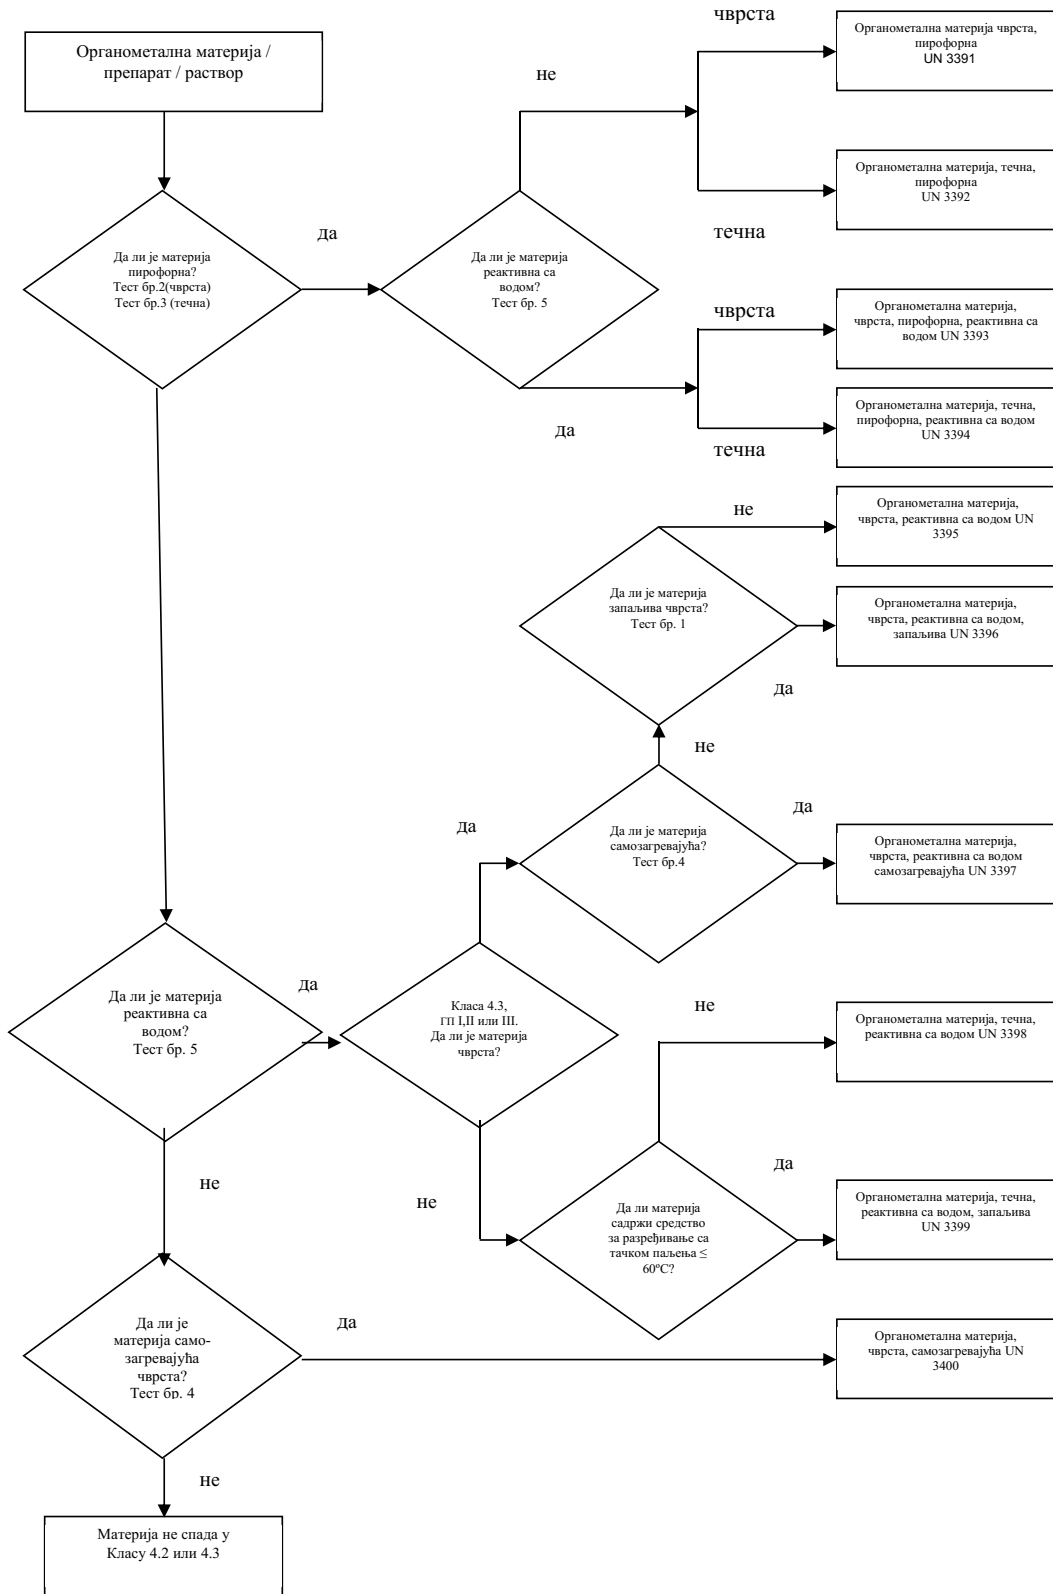 Органометална материја /
препарат / раствор
чврста
Органометална материја чврста,
пирофорна
UN 3391
не
Органометална материја, течна,
пирофорна
UN 3392
течна
да
Да ли је материја
пирофорна?
Тест бр.2(чврста)
Тест бр.3 (течна)
Да ли је материја
реактивна са
водом?
Тест бр. 5
чврста
Органометална материја,
чврста, пирофорна, реактивна са
водом UN 3393
да
Органометална материја, течна,
пирофорна, реактивна са водом
UN 3394
течна
не
Органометална материја,
чврста, реактивна са водом UN
3395
Да ли је материја
запаљива чврста?
Тест бр. 1
Органометална материја,
чврста, реактивна са водом,
запаљива UN 3396
да
не
да
да
Да ли је материја
самозагревајућа?
Тест бр.4
Органометална материја,
чврста, реактивна са водом
самозагревајућа UN 3397
Да ли је материја
реактивна са
водом?
Тест бр. 5
да
Класа 4.3,
ГП I,II или III.
Да ли је материја
чврста?
не
Органометална материја, течна,
реактивна са водом UN 3398
не
не
да
Да ли материја
садржи средство
за разређивање са
тачком паљења ≤
60ºC?
Органометална материја, течна,
реактивна са водом, запаљива
UN 3399
Да ли је
материја само-
загревајућа
чврста?
Тест бр. 4
да
Органометална материја,
чврста, самозагревајућа UN
3400
не
Материја не спада у
Класу 4.2 или 4.3